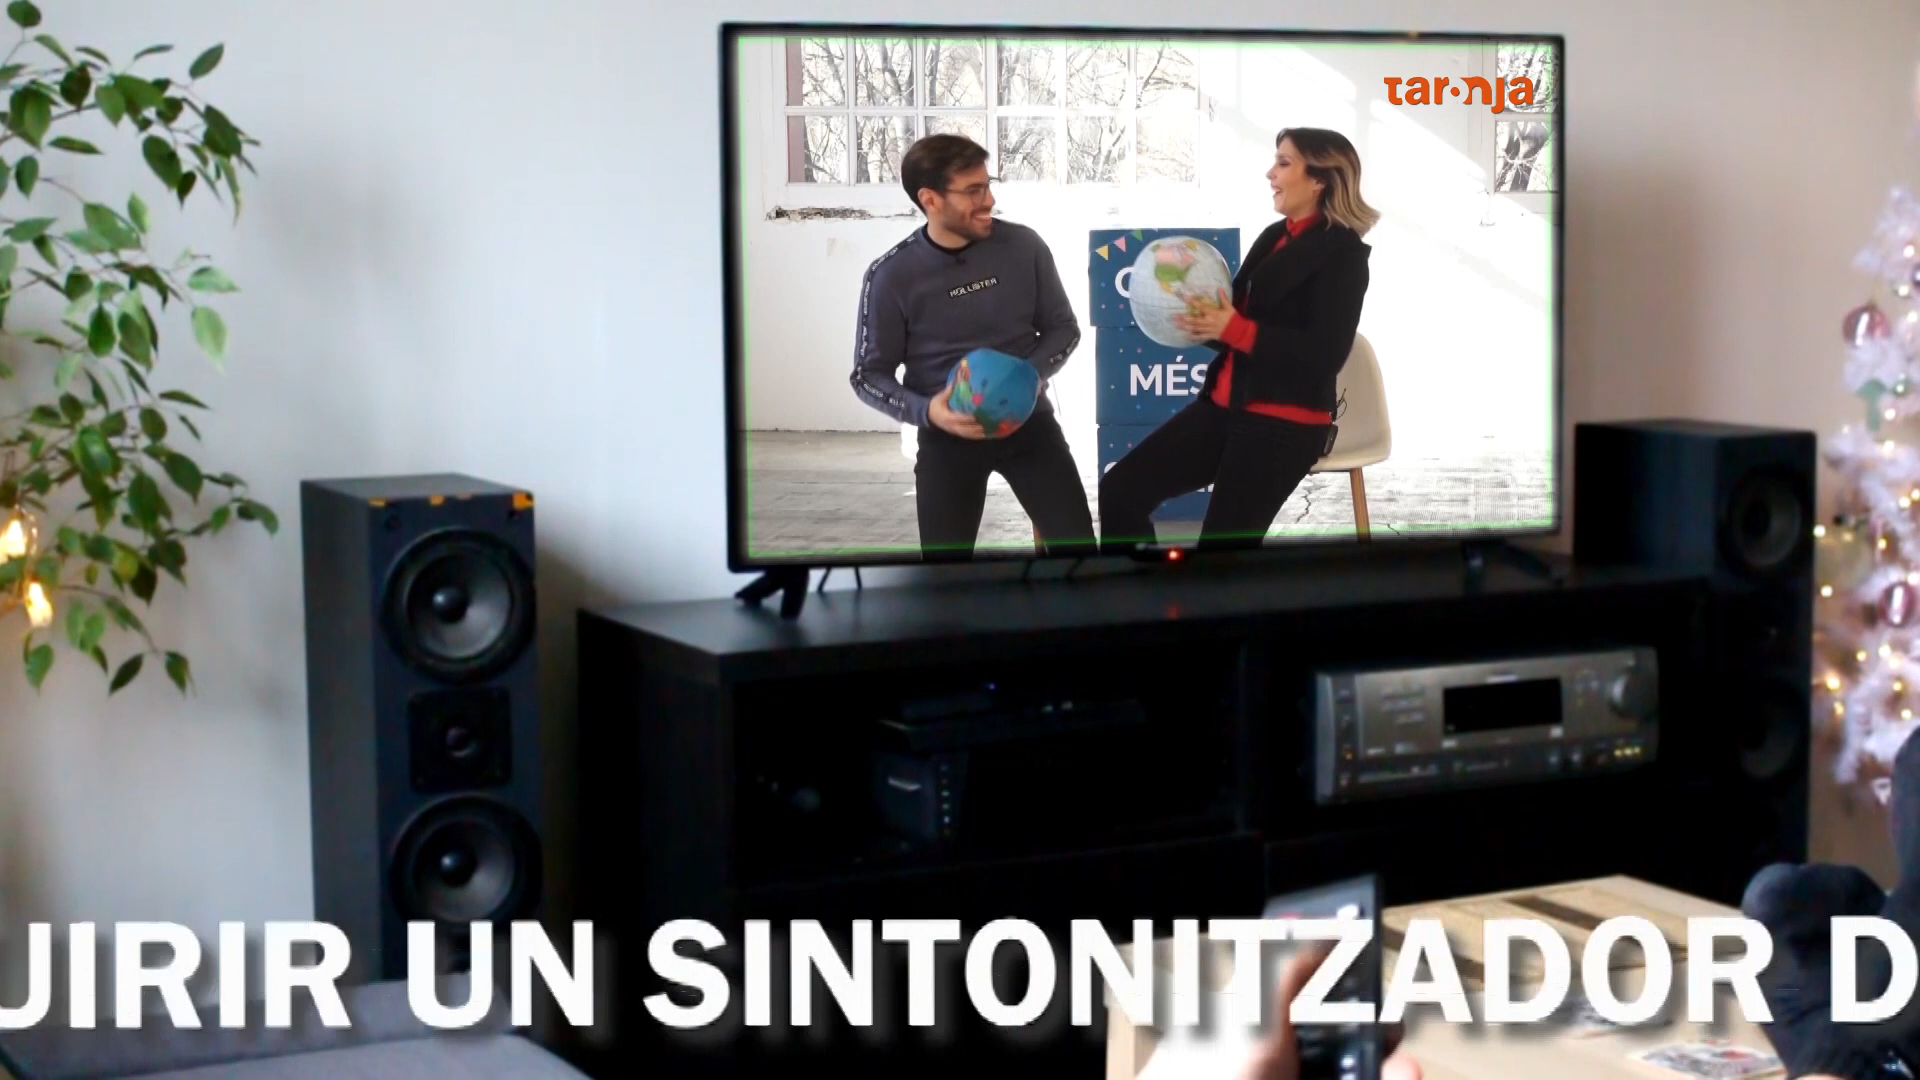 tar·nja
HOLLISTER
MÉS
UIRIR UN SINTONITZADOR D